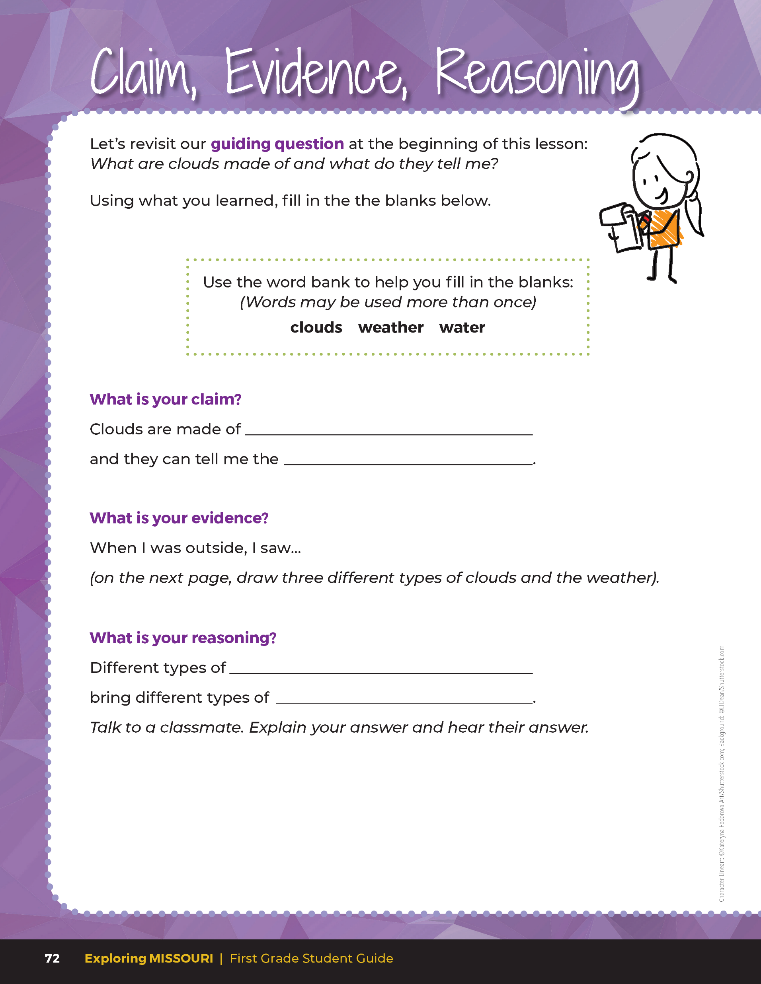 Claim, Evidence, Reasoning
Let's revisit our guiding question at the beginning of this lesson:
What are clouds made of and what do they tell me?
Using what you learned, fill in the the blanks below.
Use the word bank to help you fill in the blanks:
(Words may be used more than once)
clouds weather water
What is your claim?
Clouds are made of
and they can tell me the .
What is your evidence?
When I was outside, I saw...
(on the next page, draw three different types of clouds and the weather).
What is your reasoning?
Different types of
bring different types of .
Talk to a classmate. Explain your answer and hear their answer.
72 Exploring MISSOURI | First Grade Student Guide